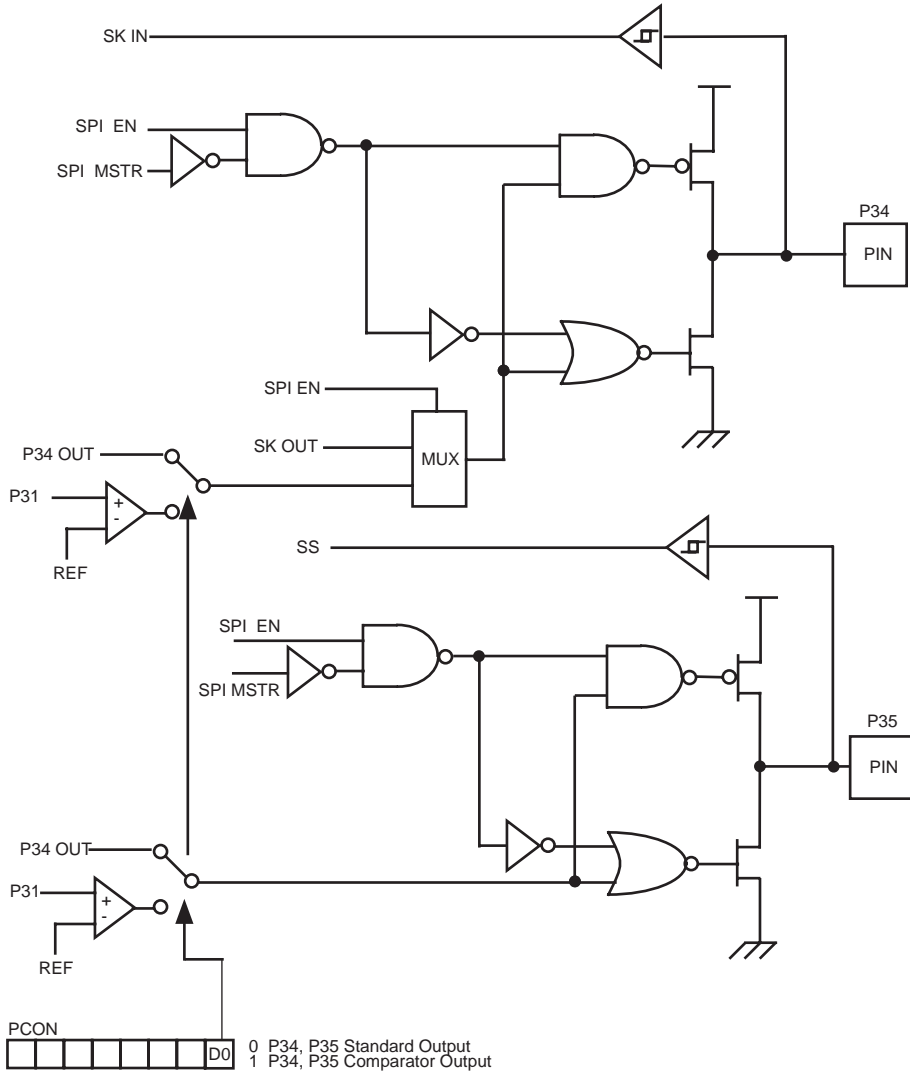 SK IN
SPI EN
SPI MSTR
P34
PIN
SPI EN
P34 OUT
SK OUT
MUX
P31
+
-
REF
SS
SPI EN
SPI MSTR
P35
PIN
P34 OUT
P31
+
-
REF
PCON
D0
0 P34, P35 Standard Output
1 P34, P35 Comparator Output